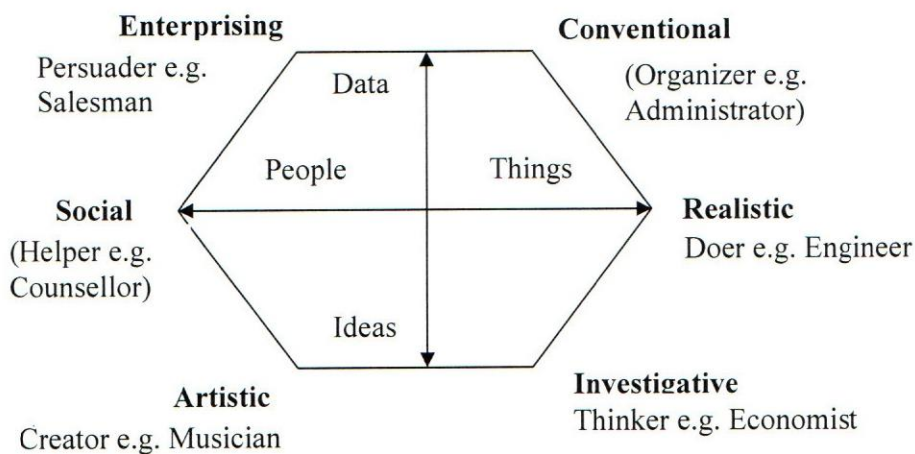 Enterprising
Persuader e.g.
Salesman
Conventional
(Organizer e.g.
Administrator)
Data
People
Things
Social
(Helper e.g.
Counsellor)
Realistic
Doer e.g. Engineer
Ideas
Artistic
Creator e.g. Musician
Investigative
Thinker e.g. Economist